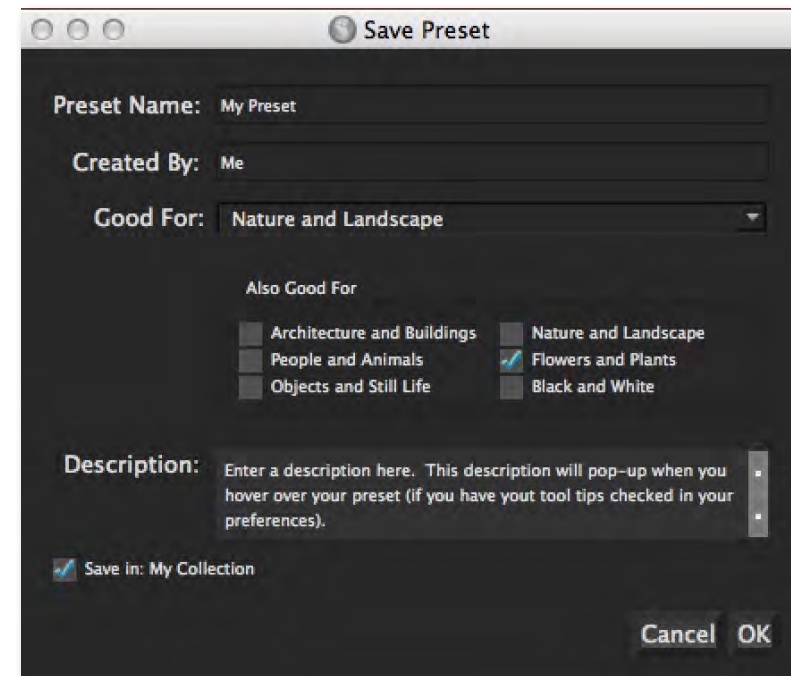 Save Preset
Preset Name: My Preset
Created By: Me
Good For: Nature and Landscape
Also Good For
Architecture and Buildings Nature and Landscape
People and Animals Flowers and Plants
Objects and Still Life Black and White
Description: Enter a description here. This description will pop-up when you
hover over your preset (if you have yout tool tips checked in your
preferences).
Save in: My Collection
Cancel OK